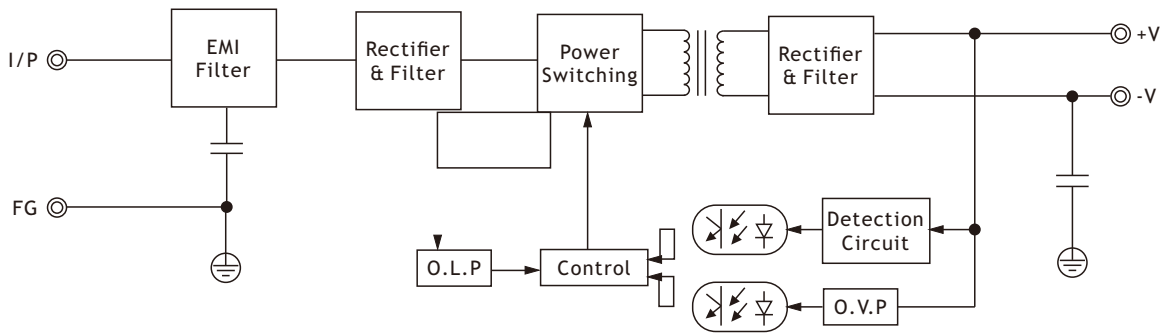 I/P
EMI
Filter
Rectifier
& Filter
Power
Switching
Rectifier
& Filter
+V
-V
FG
O.L.P
Control
Detection
Circuit
O.V.P